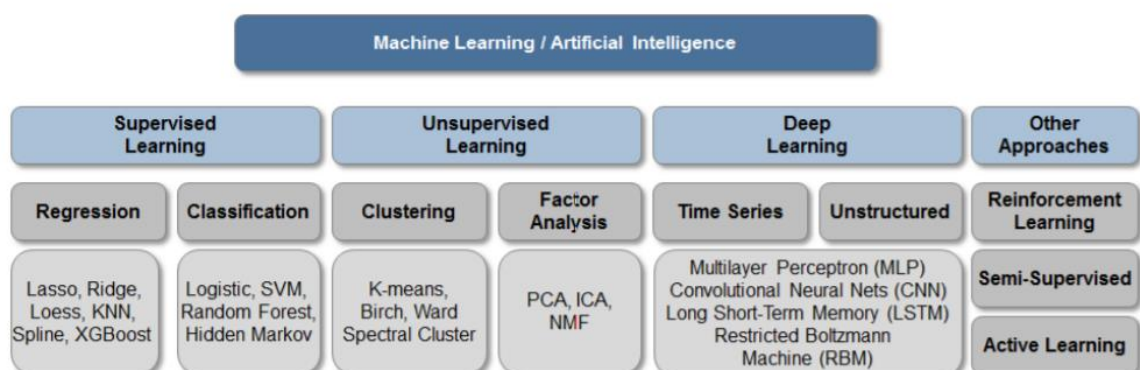 Machine Learning / Artificial Intelligence
Supervised
Learning
Unsupervised
Learning
Deep
Learning
Other
Approaches
Regression
Classification
Clustering
Factor
Analysis
Time Series
Unstructured
Reinforcement
Learning
Lasso, Ridge,
Loess, KNN,
Spline, XGBoost
Logistic, SVM,
Random Forest,
Hidden Markov
K-means,
Birch, Ward
Spectral Cluster
PCA, ICA,
NMF
Multilayer Perceptron (MLP)
Convolutional Neural Nets (CNN)
Long Short-Term Memory (LSTM)
Restricted Boltzmann
Machine (RBM)
Semi-Supervised
Active Learning